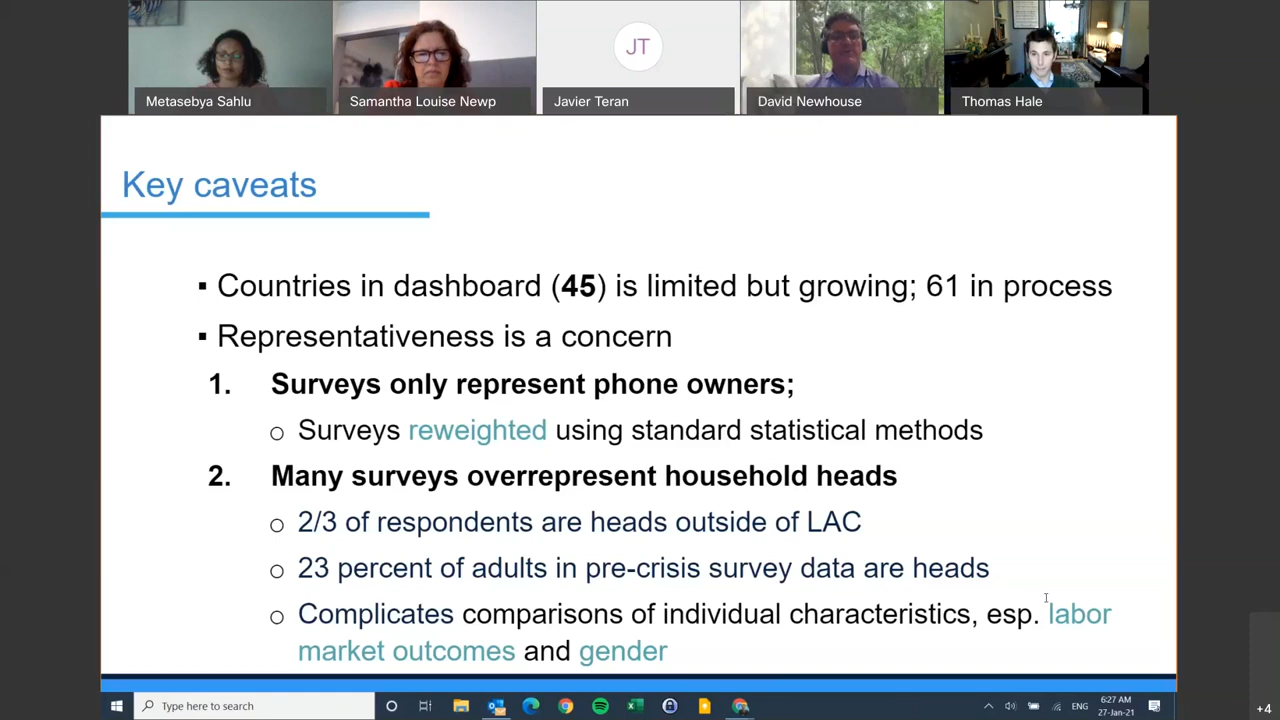 JT
Metasebya Sahlu
Samantha Louise Newp
Javier Teran
David Newhouse
Thomas Hale
Key caveats
▪ Countries in dashboard (45) is limited but growing; 61 in process
▪ Representativeness is a concern
1. Surveys only represent phone owners;
○ Surveys reweighted using standard statistical methods
2. Many surveys overrepresent household heads
○ 2/3 of respondents are heads outside of LAC
○ 23 percent of adults in pre-crisis survey data are heads
○ Complicates comparisons of individual characteristics, esp. labor
market outcomes and gender
Type here to search
ENG
6:27 AM
27-Jan-21
+4